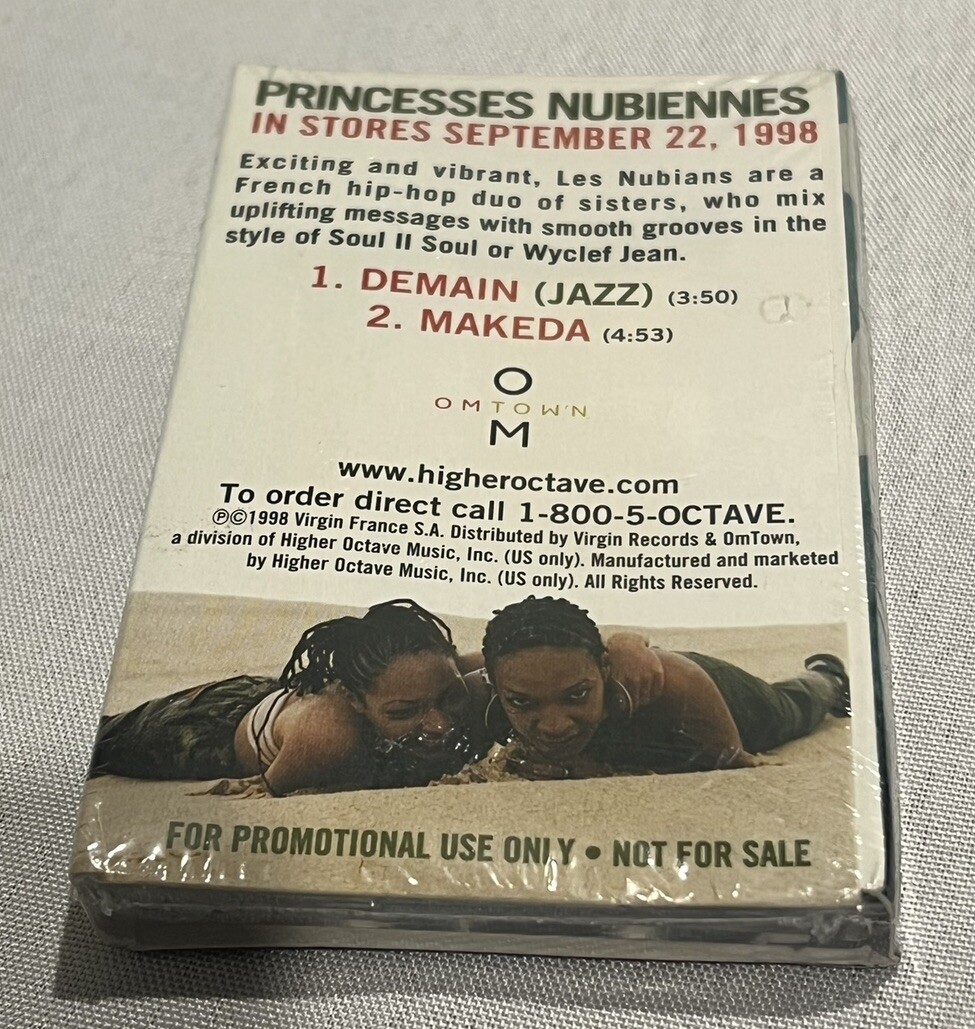 PRINCESSES NUBIENNES
IN STORES SEPTEMBER 22, 1998
Exciting and vibrant, Les Nubians are a
French hip-hop duo of sisters, who mix
uplifting messages with smooth grooves in the
style of Soul II Soul or Wyclef Jean.
1. DEMAIN (JAZZ) (3:50)
2. MAKEDA (4:53)
O
OMTOWN
M
www.higheroctave.com
To order direct call 1-800-5-OCTAVE.
℗©1998 Virgin France S.A. Distributed by Virgin Records & OmTown,
a division of Higher Octave Music, Inc. (US only). Manufactured and marketed
by Higher Octave Music, Inc. (US only). All Rights Reserved.
FOR PROMOTIONAL USE ONLY • NOT FOR SALE